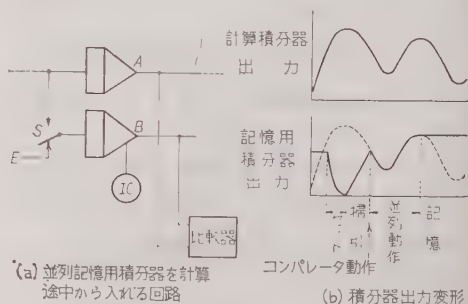 計算積分器
出力
記憶用
積分器
出力
A
B
S
E
IC
比較器
掃引
並列動作
記憶
コンパレータ動作
(a) 並列記憶用積分器を計算
途中から入れる回路
(b) 積分器出力変形